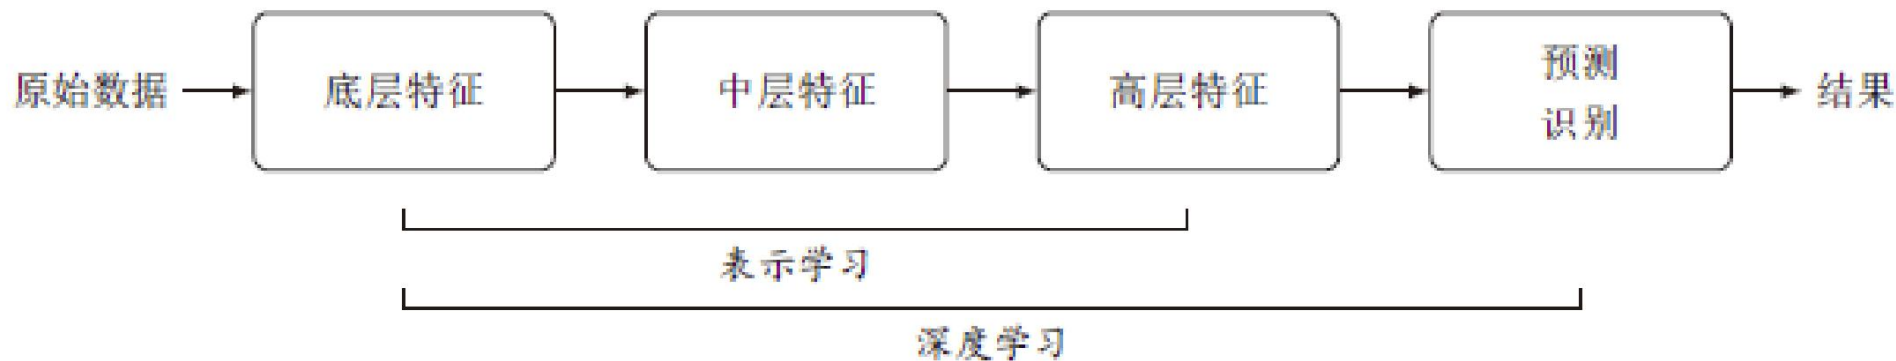 原始数据
底层特征
中层特征
高层特征
预测
识别
结果
表示学习
深度学习